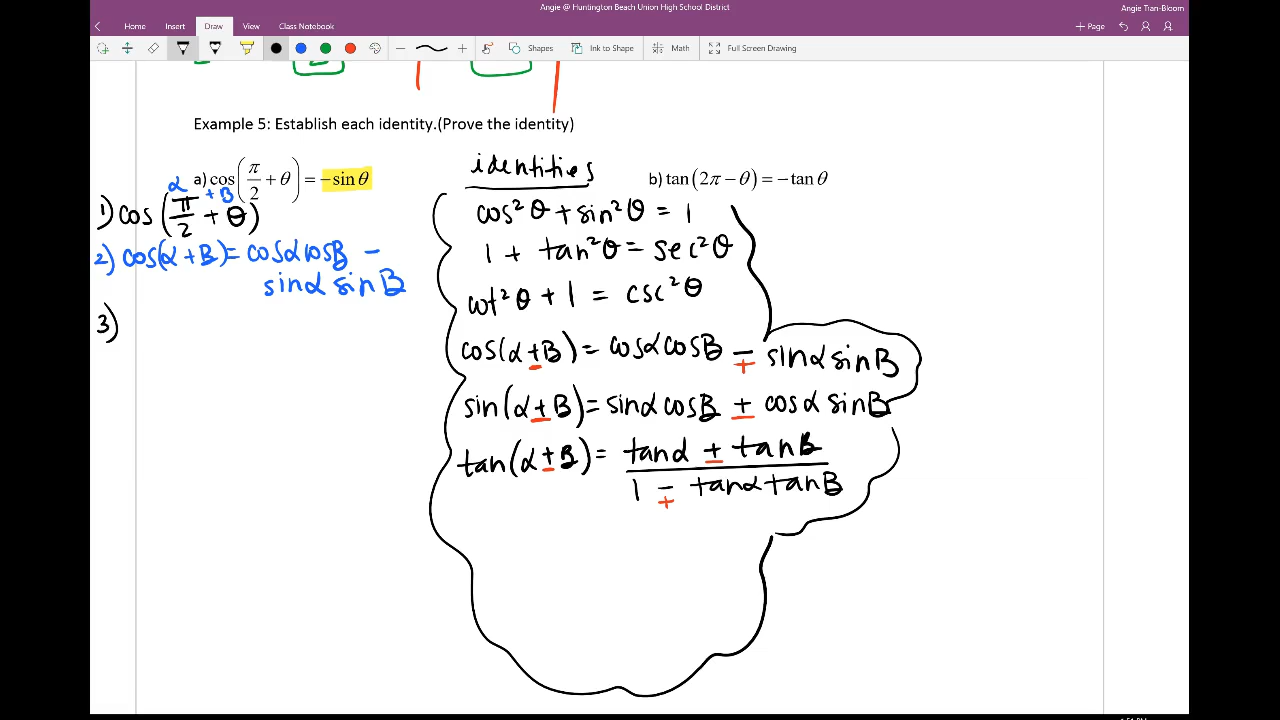 Angie @ Huntington Beach Union High School District
Angie Tran-Bloom
Home Insert Draw View Class Notebook
Page
Shapes Ink to Shape Math Full Screen Drawing
Example 5: Establish each identity.(Prove the identity)
a) cos(π/2 + θ) = −sin θ
identities
b) tan(2π − θ) = −tan θ
α + B
1) cos(π/2 + θ)
2) cos(α + B) = cosα cosB −
sinα sinB
3)
cos²θ + sin²θ = 1
1 + tan²θ = sec²θ
cot²θ + 1 = csc²θ
cos(α ± B) = cosα cosB ∓ sinα sinB
sin(α ± B) = sinα cosB ± cosα sinB
tan(α ± B) = (tanα ± tanB)/(1 ∓ tanα tanB)